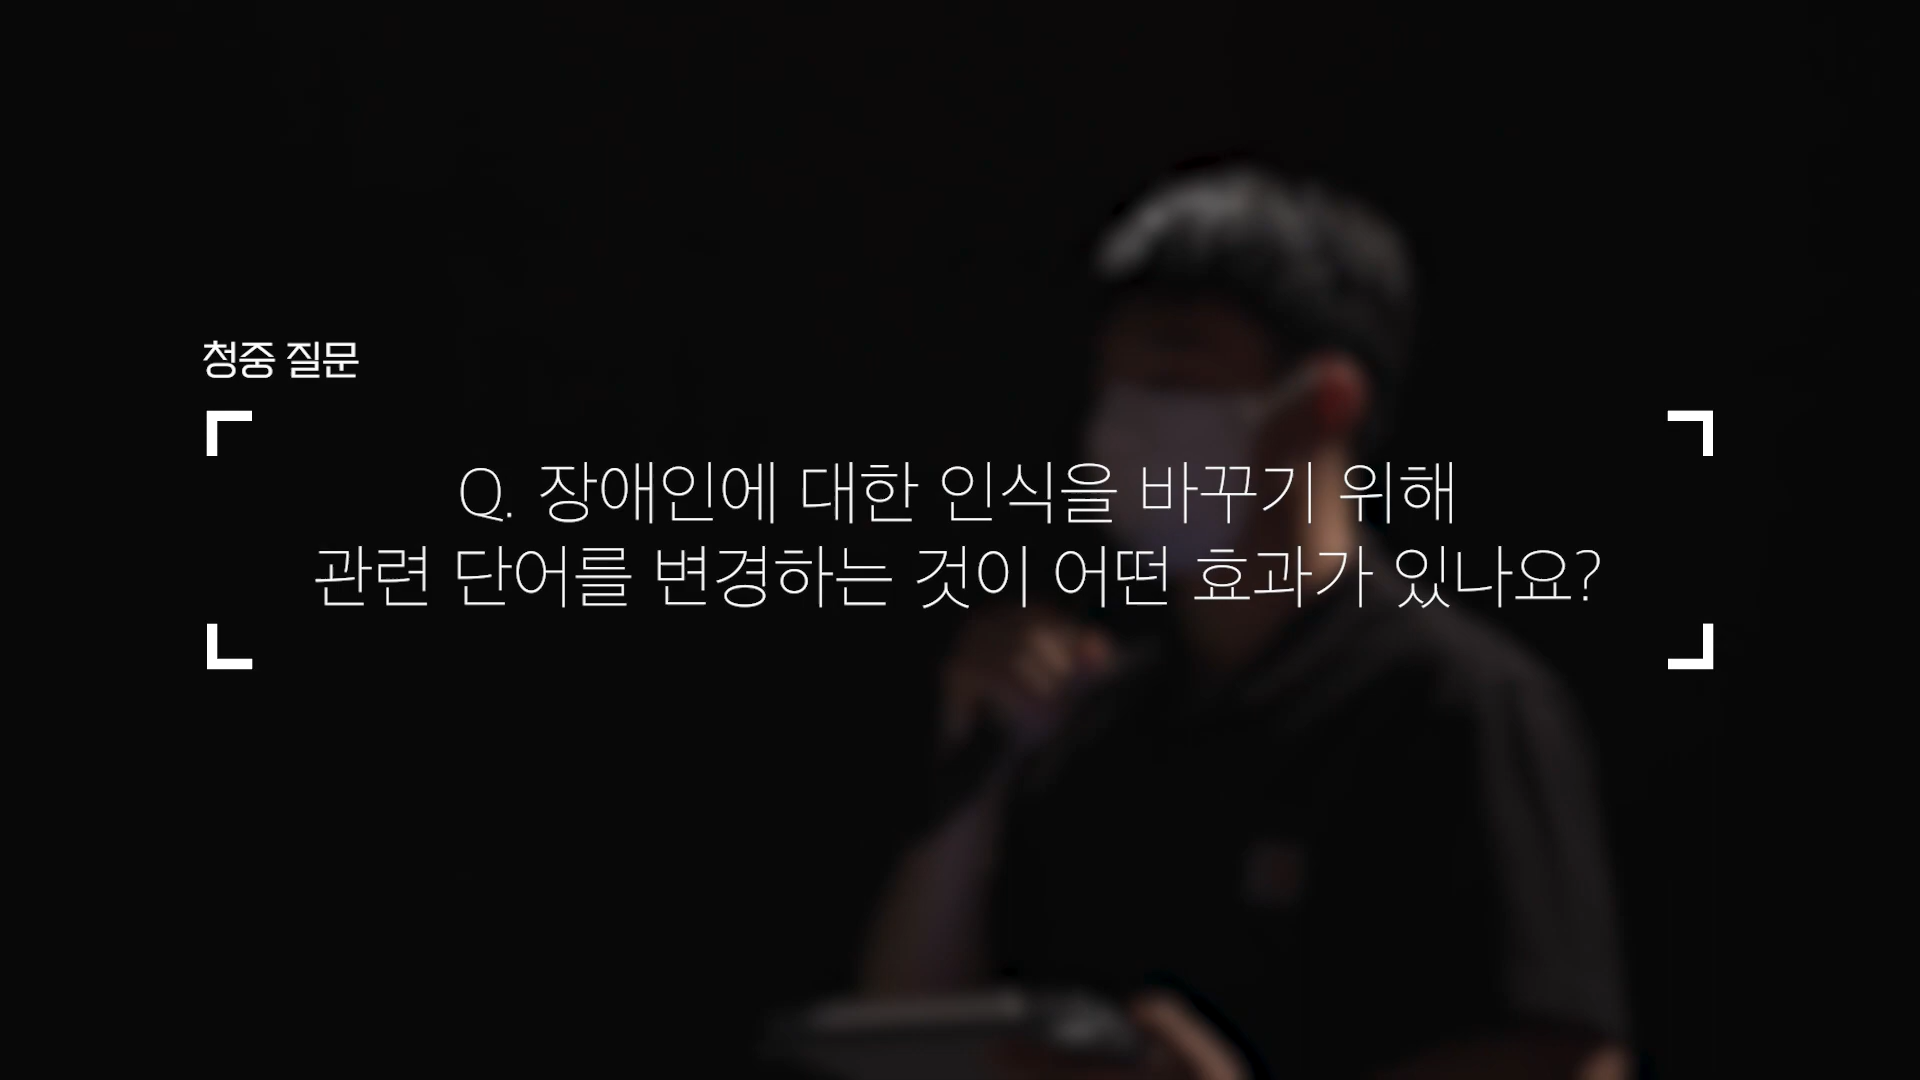 청중 질문
Q. 장애인에 대한 인식을 바꾸기 위해
관련 단어를 변경하는 것이 어떤 효과가 있나요?